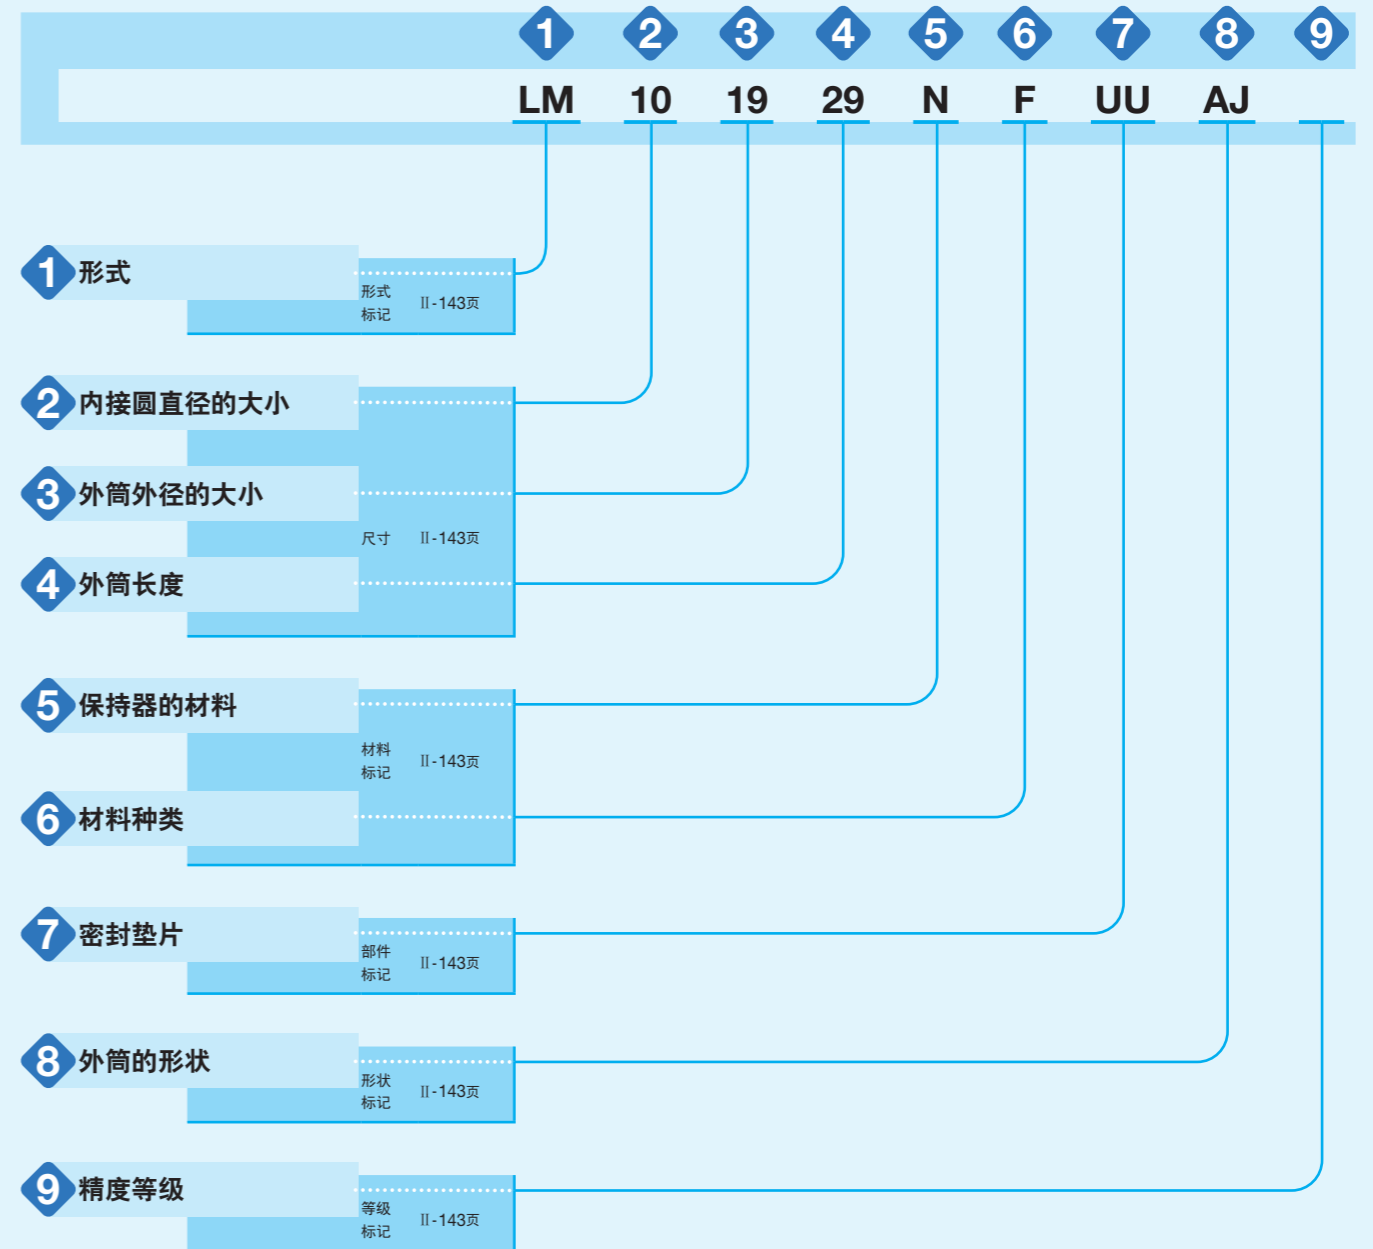 1 2 3 4 5 6 7 8 9
LM 10 19 29 N F UU AJ
1 形式
形式
标记 Ⅱ-143页
2 内接圆直径的大小
3 外筒外径的大小
尺寸 Ⅱ-143页
4 外筒长度
5 保持器的材料
材料
标记 Ⅱ-143页
6 材料种类
7 密封垫片
部件
标记 Ⅱ-143页
8 外筒的形状
形状
标记 Ⅱ-143页
9 精度等级
等级
标记 Ⅱ-143页